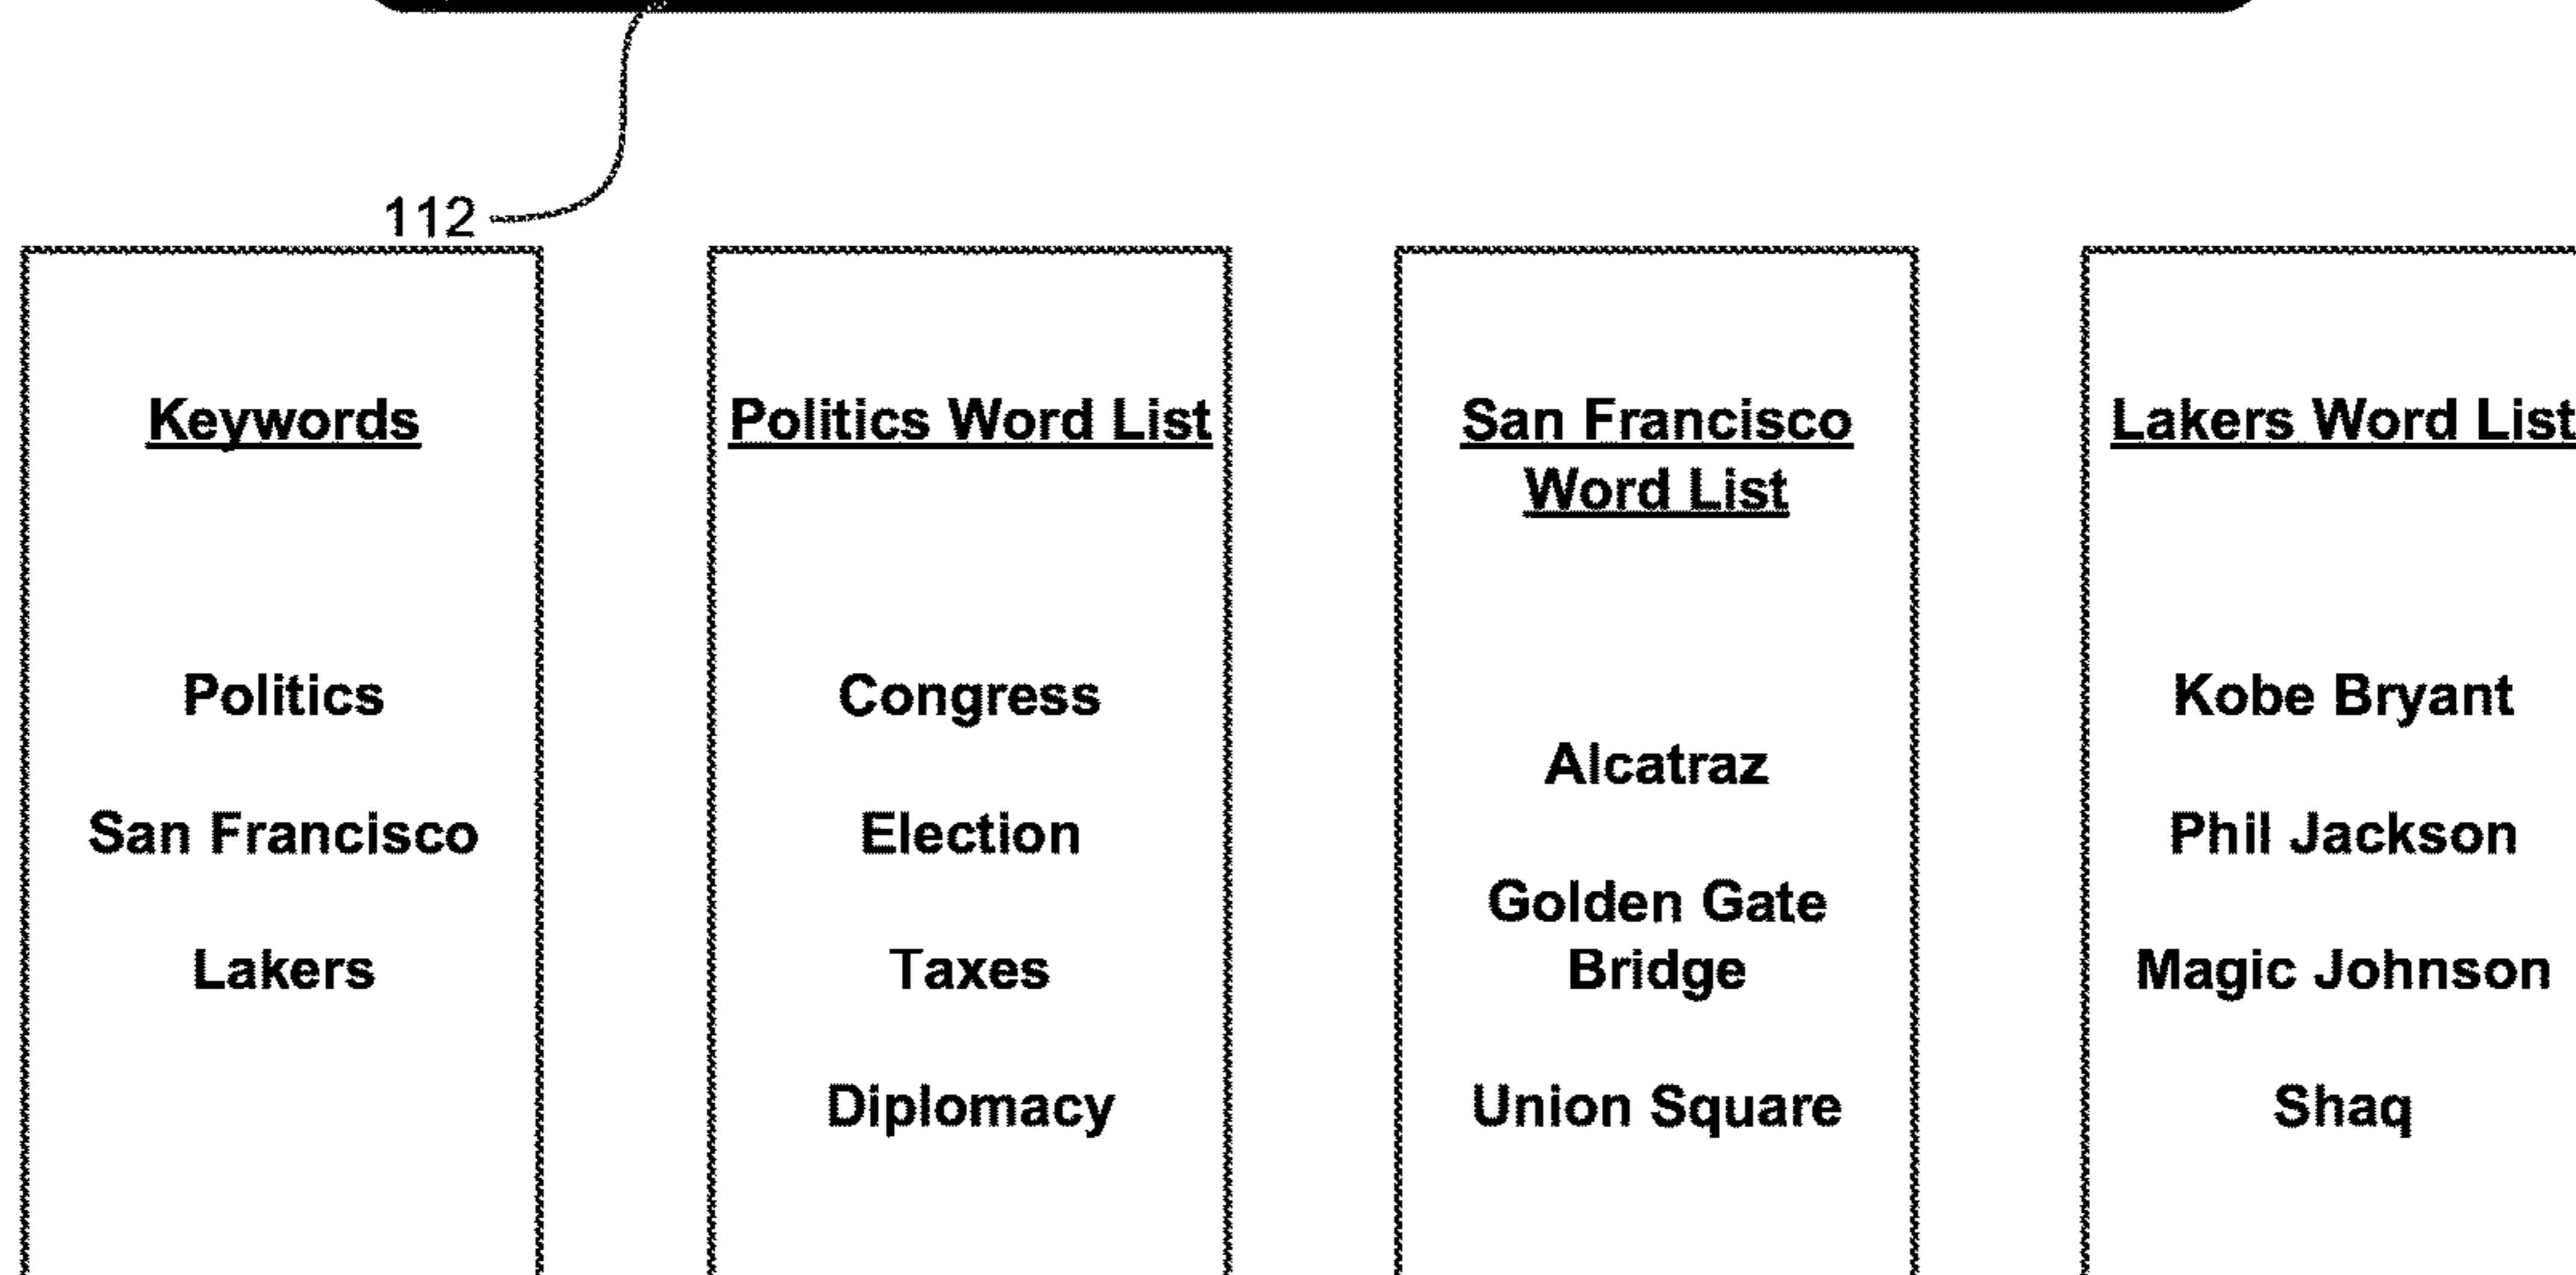 112
Keywords
Politics
San Francisco
Lakers
Politics Word List
Congress
Election
Taxes
Diplomacy
San Francisco
Word List
Alcatraz
Golden Gate
Bridge
Union Square
Lakers Word List
Kobe Bryant
Phil Jackson
Magic Johnson
Shaq